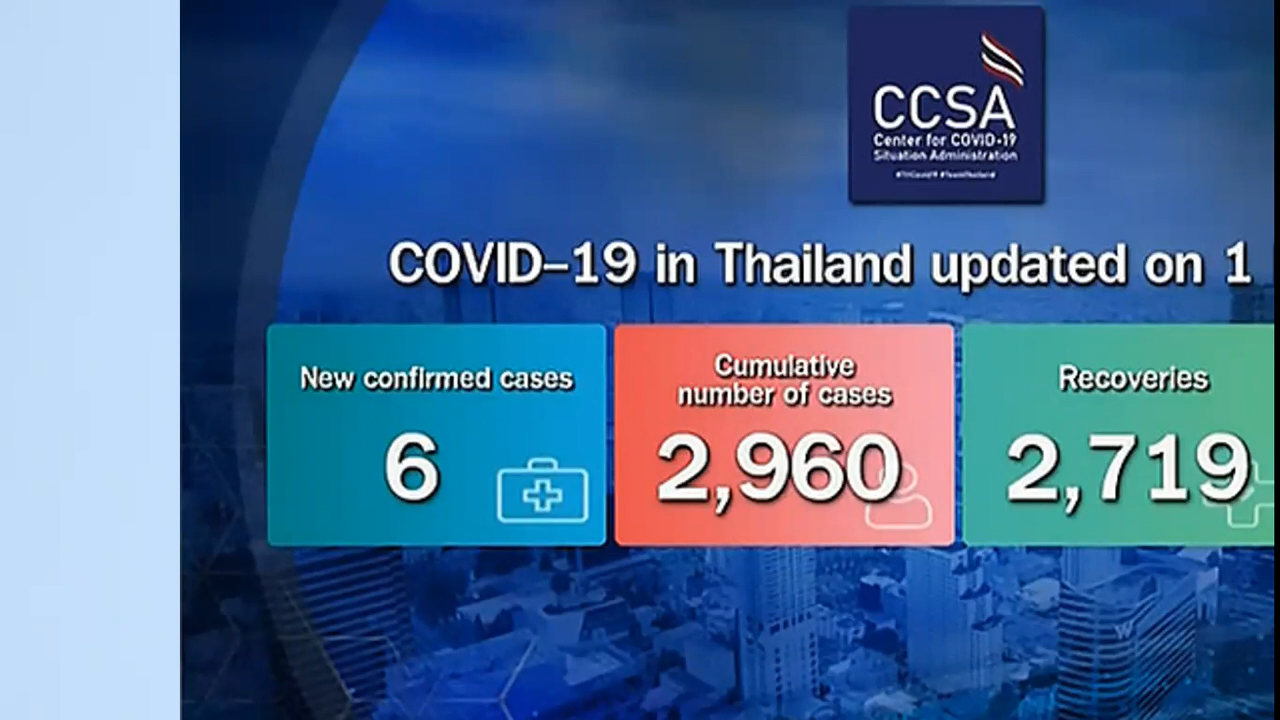 CCSA
Center for COVID-19
Situation Administration
COVID–19 in Thailand updated on 1
New confirmed cases
6
Cumulative
number of cases
2,960
Recoveries
2,719